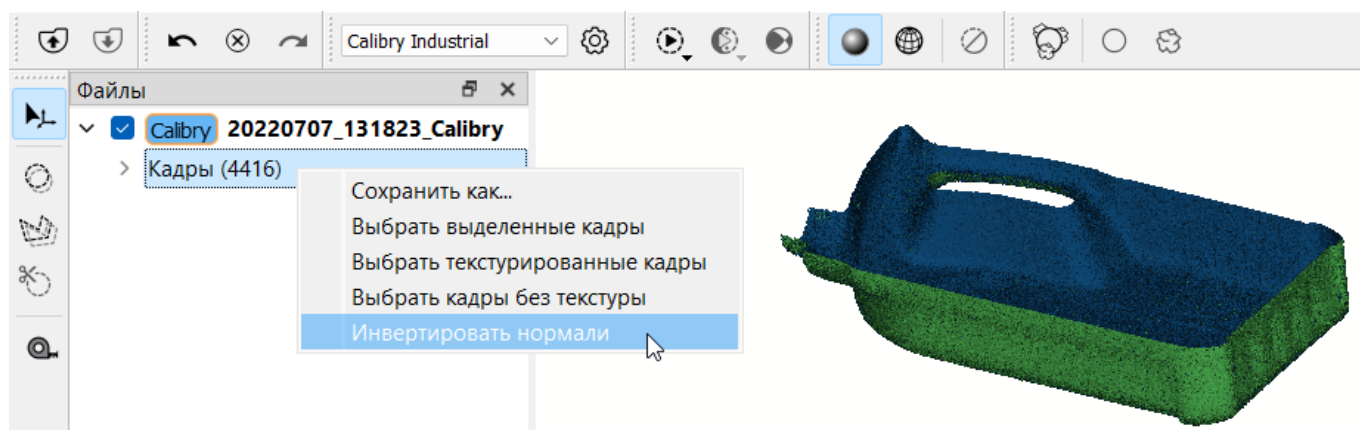 Calibry Industrial
Файлы
Calibry 20220707_131823_Calibry
Кадры (4416)
Сохранить как...
Выбрать выделенные кадры
Выбрать текстурированные кадры
Выбрать кадры без текстуры
Инвертировать нормали